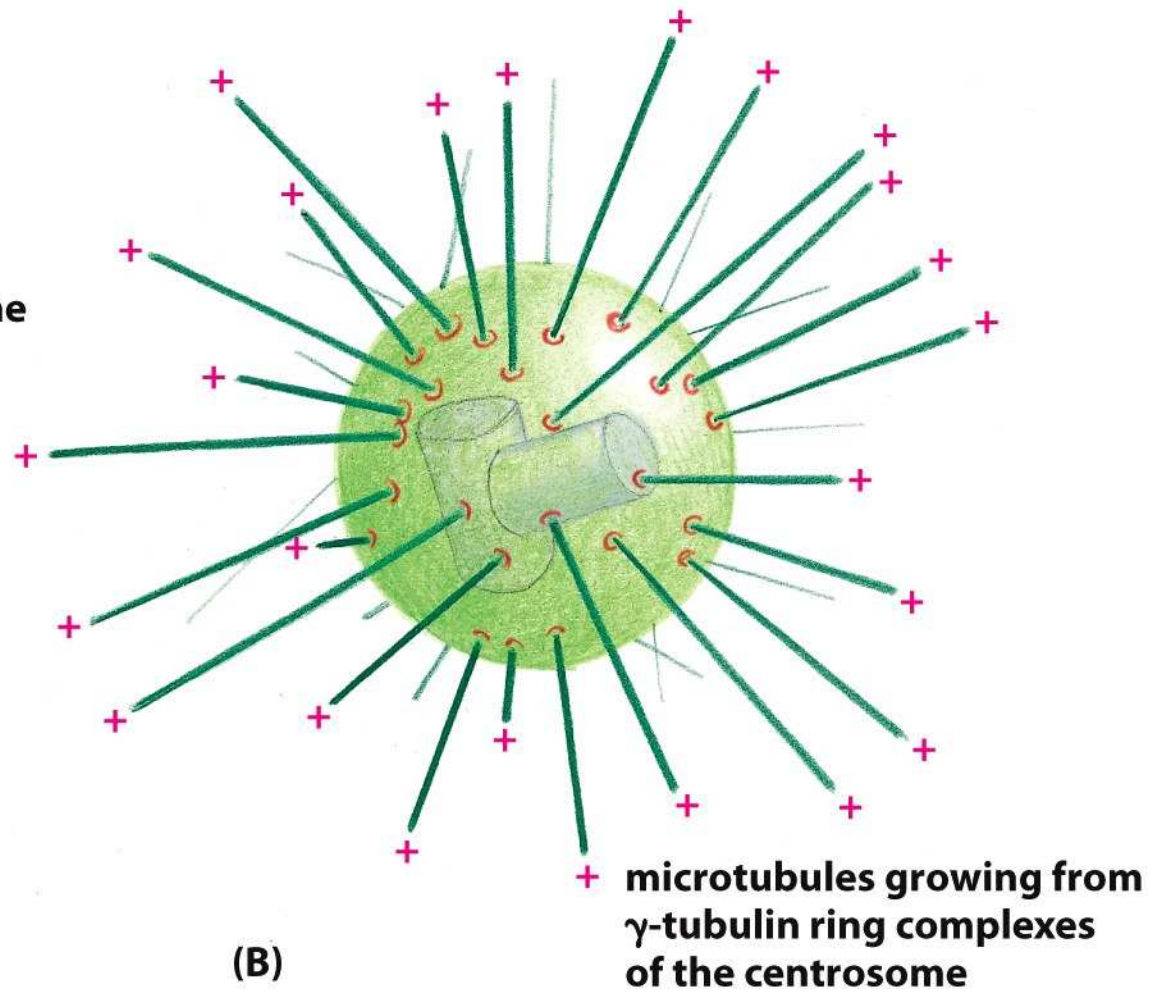 microtubules growing from
γ-tubulin ring complexes
of the centrosome
(B)